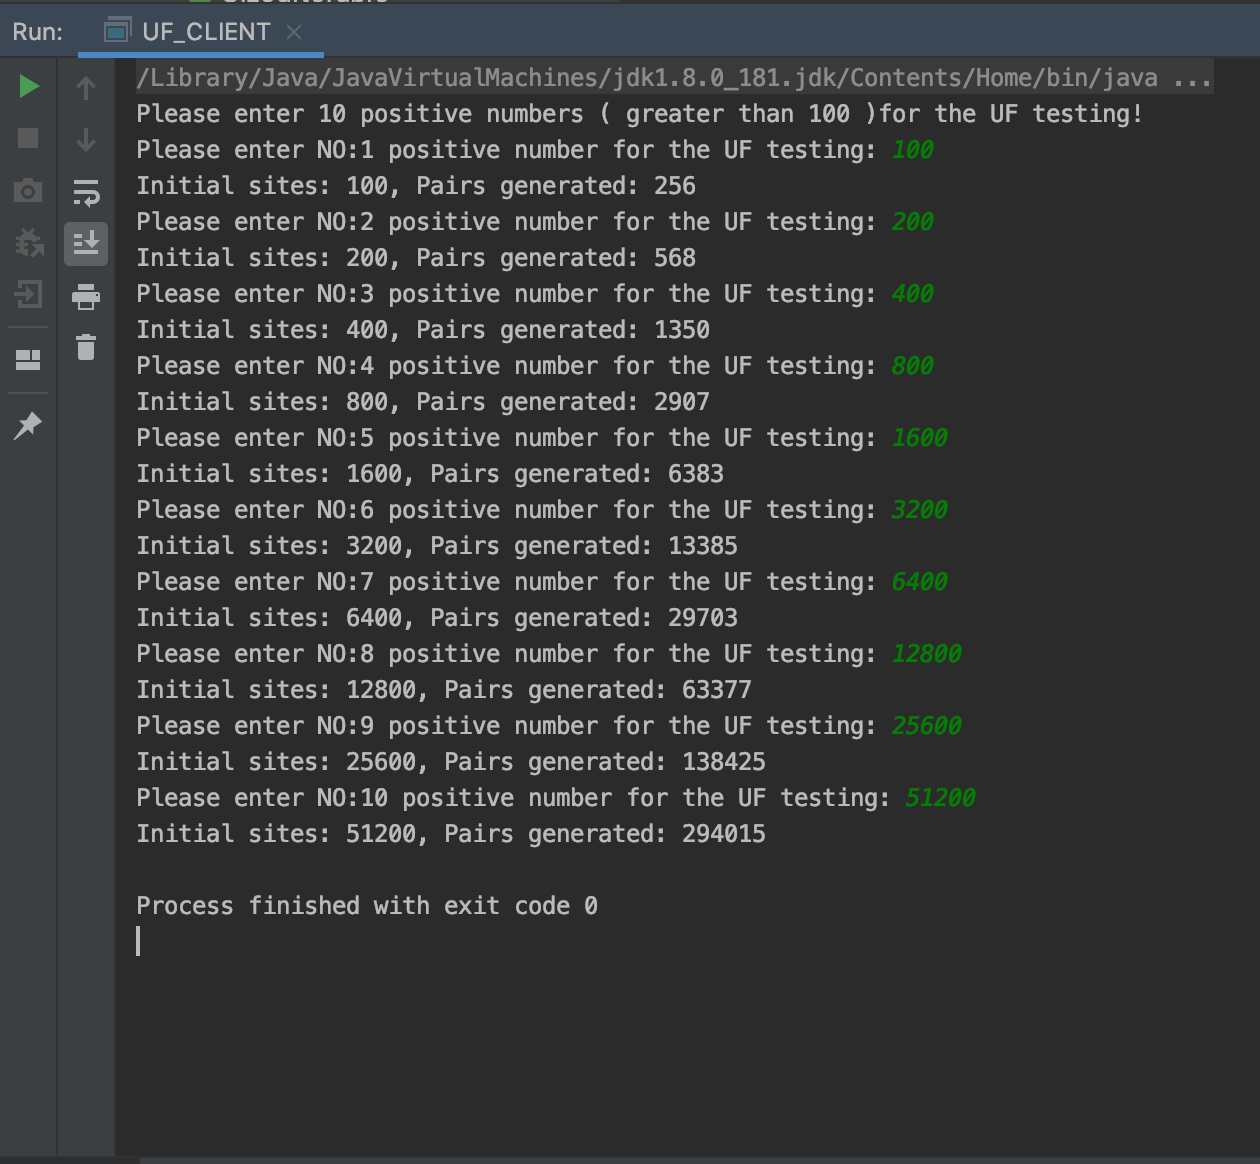 Run: UF_CLIENT
/Library/Java/JavaVirtualMachines/jdk1.8.0_181.jdk/Contents/Home/bin/java ...
Please enter 10 positive numbers ( greater than 100 )for the UF testing!
Please enter NO:1 positive number for the UF testing: 100
Initial sites: 100, Pairs generated: 256
Please enter NO:2 positive number for the UF testing: 200
Initial sites: 200, Pairs generated: 568
Please enter NO:3 positive number for the UF testing: 400
Initial sites: 400, Pairs generated: 1350
Please enter NO:4 positive number for the UF testing: 800
Initial sites: 800, Pairs generated: 2907
Please enter NO:5 positive number for the UF testing: 1600
Initial sites: 1600, Pairs generated: 6383
Please enter NO:6 positive number for the UF testing: 3200
Initial sites: 3200, Pairs generated: 13385
Please enter NO:7 positive number for the UF testing: 6400
Initial sites: 6400, Pairs generated: 29703
Please enter NO:8 positive number for the UF testing: 12800
Initial sites: 12800, Pairs generated: 63377
Please enter NO:9 positive number for the UF testing: 25600
Initial sites: 25600, Pairs generated: 138425
Please enter NO:10 positive number for the UF testing: 51200
Initial sites: 51200, Pairs generated: 294015
Process finished with exit code 0